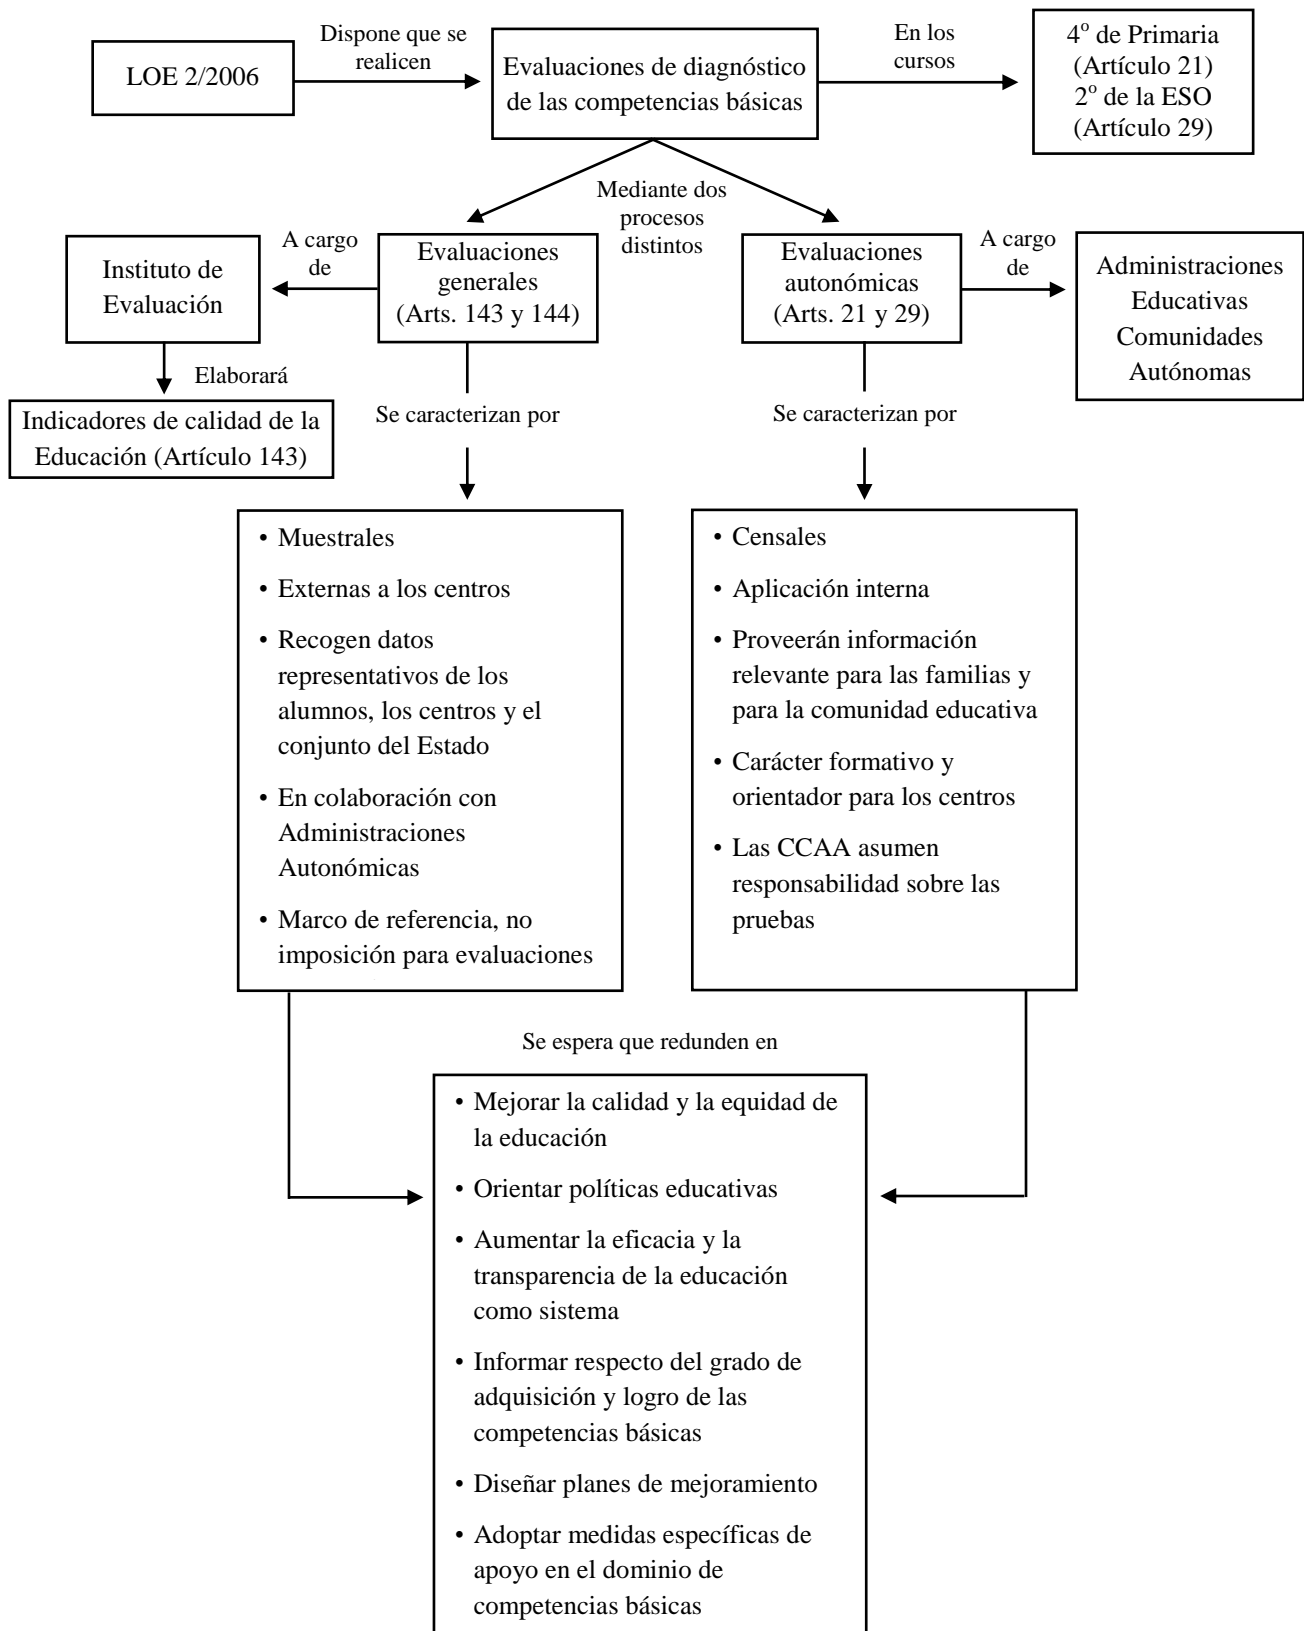 LOE 2/2006
Dispone que se
realicen
Evaluaciones de diagnóstico
de las competencias básicas
En los
cursos
4º de Primaria
(Artículo 21)
2º de la ESO
(Artículo 29)
Mediante dos
procesos
distintos
Instituto de
Evaluación
A cargo
de
Evaluaciones
generales
(Arts. 143 y 144)
Evaluaciones
autonómicas
(Arts. 21 y 29)
A cargo
de
Administraciones
Educativas
Comunidades
Autónomas
Elaborará
Indicadores de calidad de la
Educación (Artículo 143)
Se caracterizan por
Se caracterizan por
• Muestrales
• Externas a los centros
• Recogen datos
representativos de los
alumnos, los centros y el
conjunto del Estado
• En colaboración con
Administraciones
Autonómicas
• Marco de referencia, no
imposición para evaluaciones
• Censales
• Aplicación interna
• Proveerán información
relevante para las familias y
para la comunidad educativa
• Carácter formativo y
orientador para los centros
• Las CCAA asumen
responsabilidad sobre las
pruebas
Se espera que redunden en
• Mejorar la calidad y la equidad de
la educación
• Orientar políticas educativas
• Aumentar la eficacia y la
transparencia de la educación
como sistema
• Informar respecto del grado de
adquisición y logro de las
competencias básicas
• Diseñar planes de mejoramiento
• Adoptar medidas específicas de
apoyo en el dominio de
competencias básicas